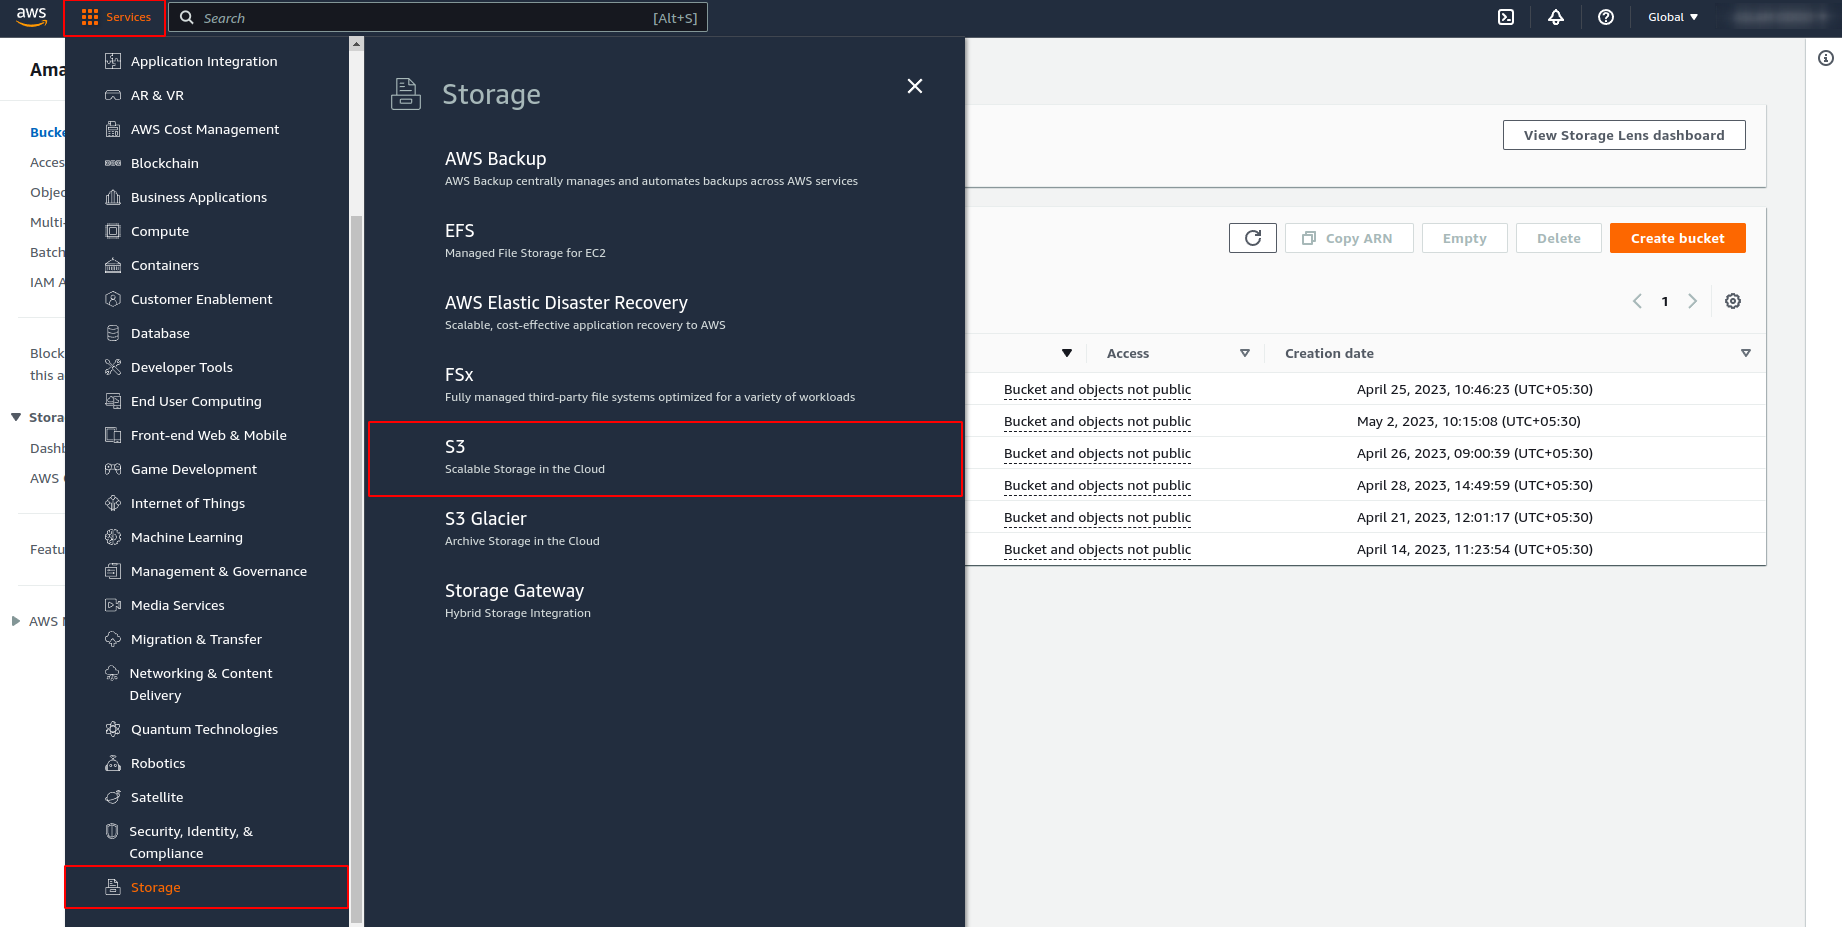 aws
Services
Search
[Alt+S]
Global
Ama
Bucke
Acces
Objec
Multi-
Batch
IAM A
Block
this a
Stora
Dashb
AWS
Featu
AWS
Application Integration
AR & VR
AWS Cost Management
Blockchain
Business Applications
Compute
Containers
Customer Enablement
Database
Developer Tools
End User Computing
Front-end Web & Mobile
Game Development
Internet of Things
Machine Learning
Management & Governance
Media Services
Migration & Transfer
Networking & Content
Delivery
Quantum Technologies
Robotics
Satellite
Security, Identity, &
Compliance
Storage
Storage
AWS Backup
AWS Backup centrally manages and automates backups across AWS services
EFS
Managed File Storage for EC2
AWS Elastic Disaster Recovery
Scalable, cost-effective application recovery to AWS
FSx
Fully managed third-party file systems optimized for a variety of workloads
S3
Scalable Storage in the Cloud
S3 Glacier
Archive Storage in the Cloud
Storage Gateway
Hybrid Storage Integration
View Storage Lens dashboard
Copy ARN
Empty
Delete
Create bucket
1
Access
Creation date
Bucket and objects not public April 25, 2023, 10:46:23 (UTC+05:30)
Bucket and objects not public May 2, 2023, 10:15:08 (UTC+05:30)
Bucket and objects not public April 26, 2023, 09:00:39 (UTC+05:30)
Bucket and objects not public April 28, 2023, 14:49:59 (UTC+05:30)
Bucket and objects not public April 21, 2023, 12:01:17 (UTC+05:30)
Bucket and objects not public April 14, 2023, 11:23:54 (UTC+05:30)